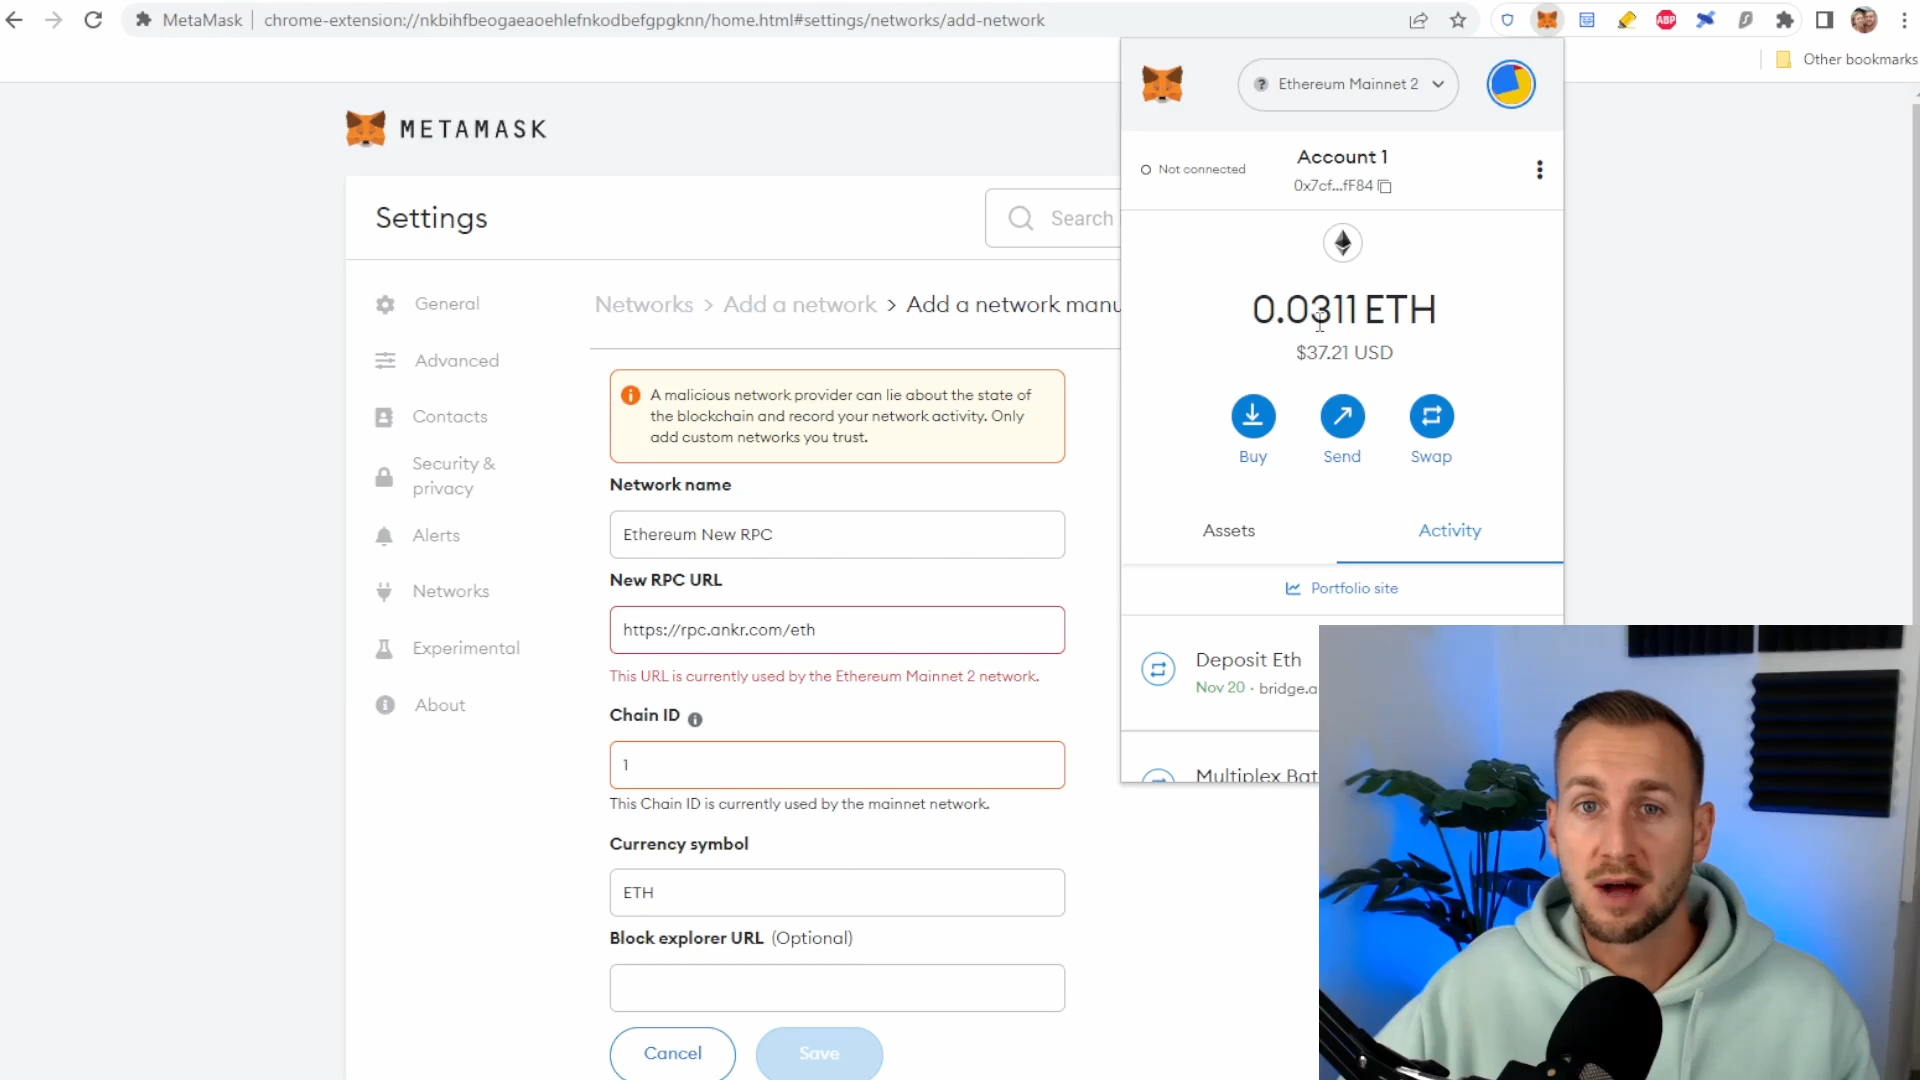 MetaMask
chrome-extension://nkbihfbeogaeaoehlefnkodbefgpgknn/home.html#settings/networks/add-network
ABP
Other bookmarks
METAMASK
Settings
Search
General
Advanced
Contacts
Security &
privacy
Alerts
Networks
Experimental
About
Networks > Add a network > Add a network manu
A malicious network provider can lie about the state of
the blockchain and record your network activity. Only
add custom networks you trust.
Network name
Ethereum New RPC
New RPC URL
https://rpc.ankr.com/eth
This URL is currently used by the Ethereum Mainnet 2 network.
Chain ID
1
This Chain ID is currently used by the mainnet network.
Currency symbol
ETH
Block explorer URL (Optional)
Cancel
Save
Ethereum Mainnet 2
Not connected
Account 1
0x7cf...fF84
0.0311 ETH
$37.21 USD
Buy
Send
Swap
Assets
Activity
Portfolio site
Deposit Eth
Nov 20 · bridge.a
Multiplex Bat